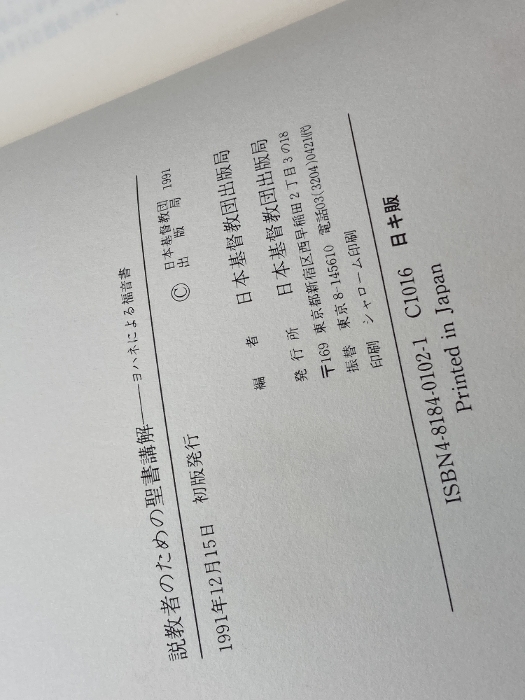 説教者のための聖書講解――ヨハネによる福音書
1991年12月15日 初版発行
© 日本基督教団 出版局 1991
編者 日本基督教団出版局
発行所 日本基督教団出版局
〒169 東京都新宿区西早稲田2丁目3の18
振替 東京8-145610 電話03(3204)0421代
印刷 シャローム印刷
ISBN4-8184-0102-1 C1016 日キ販
Printed in Japan